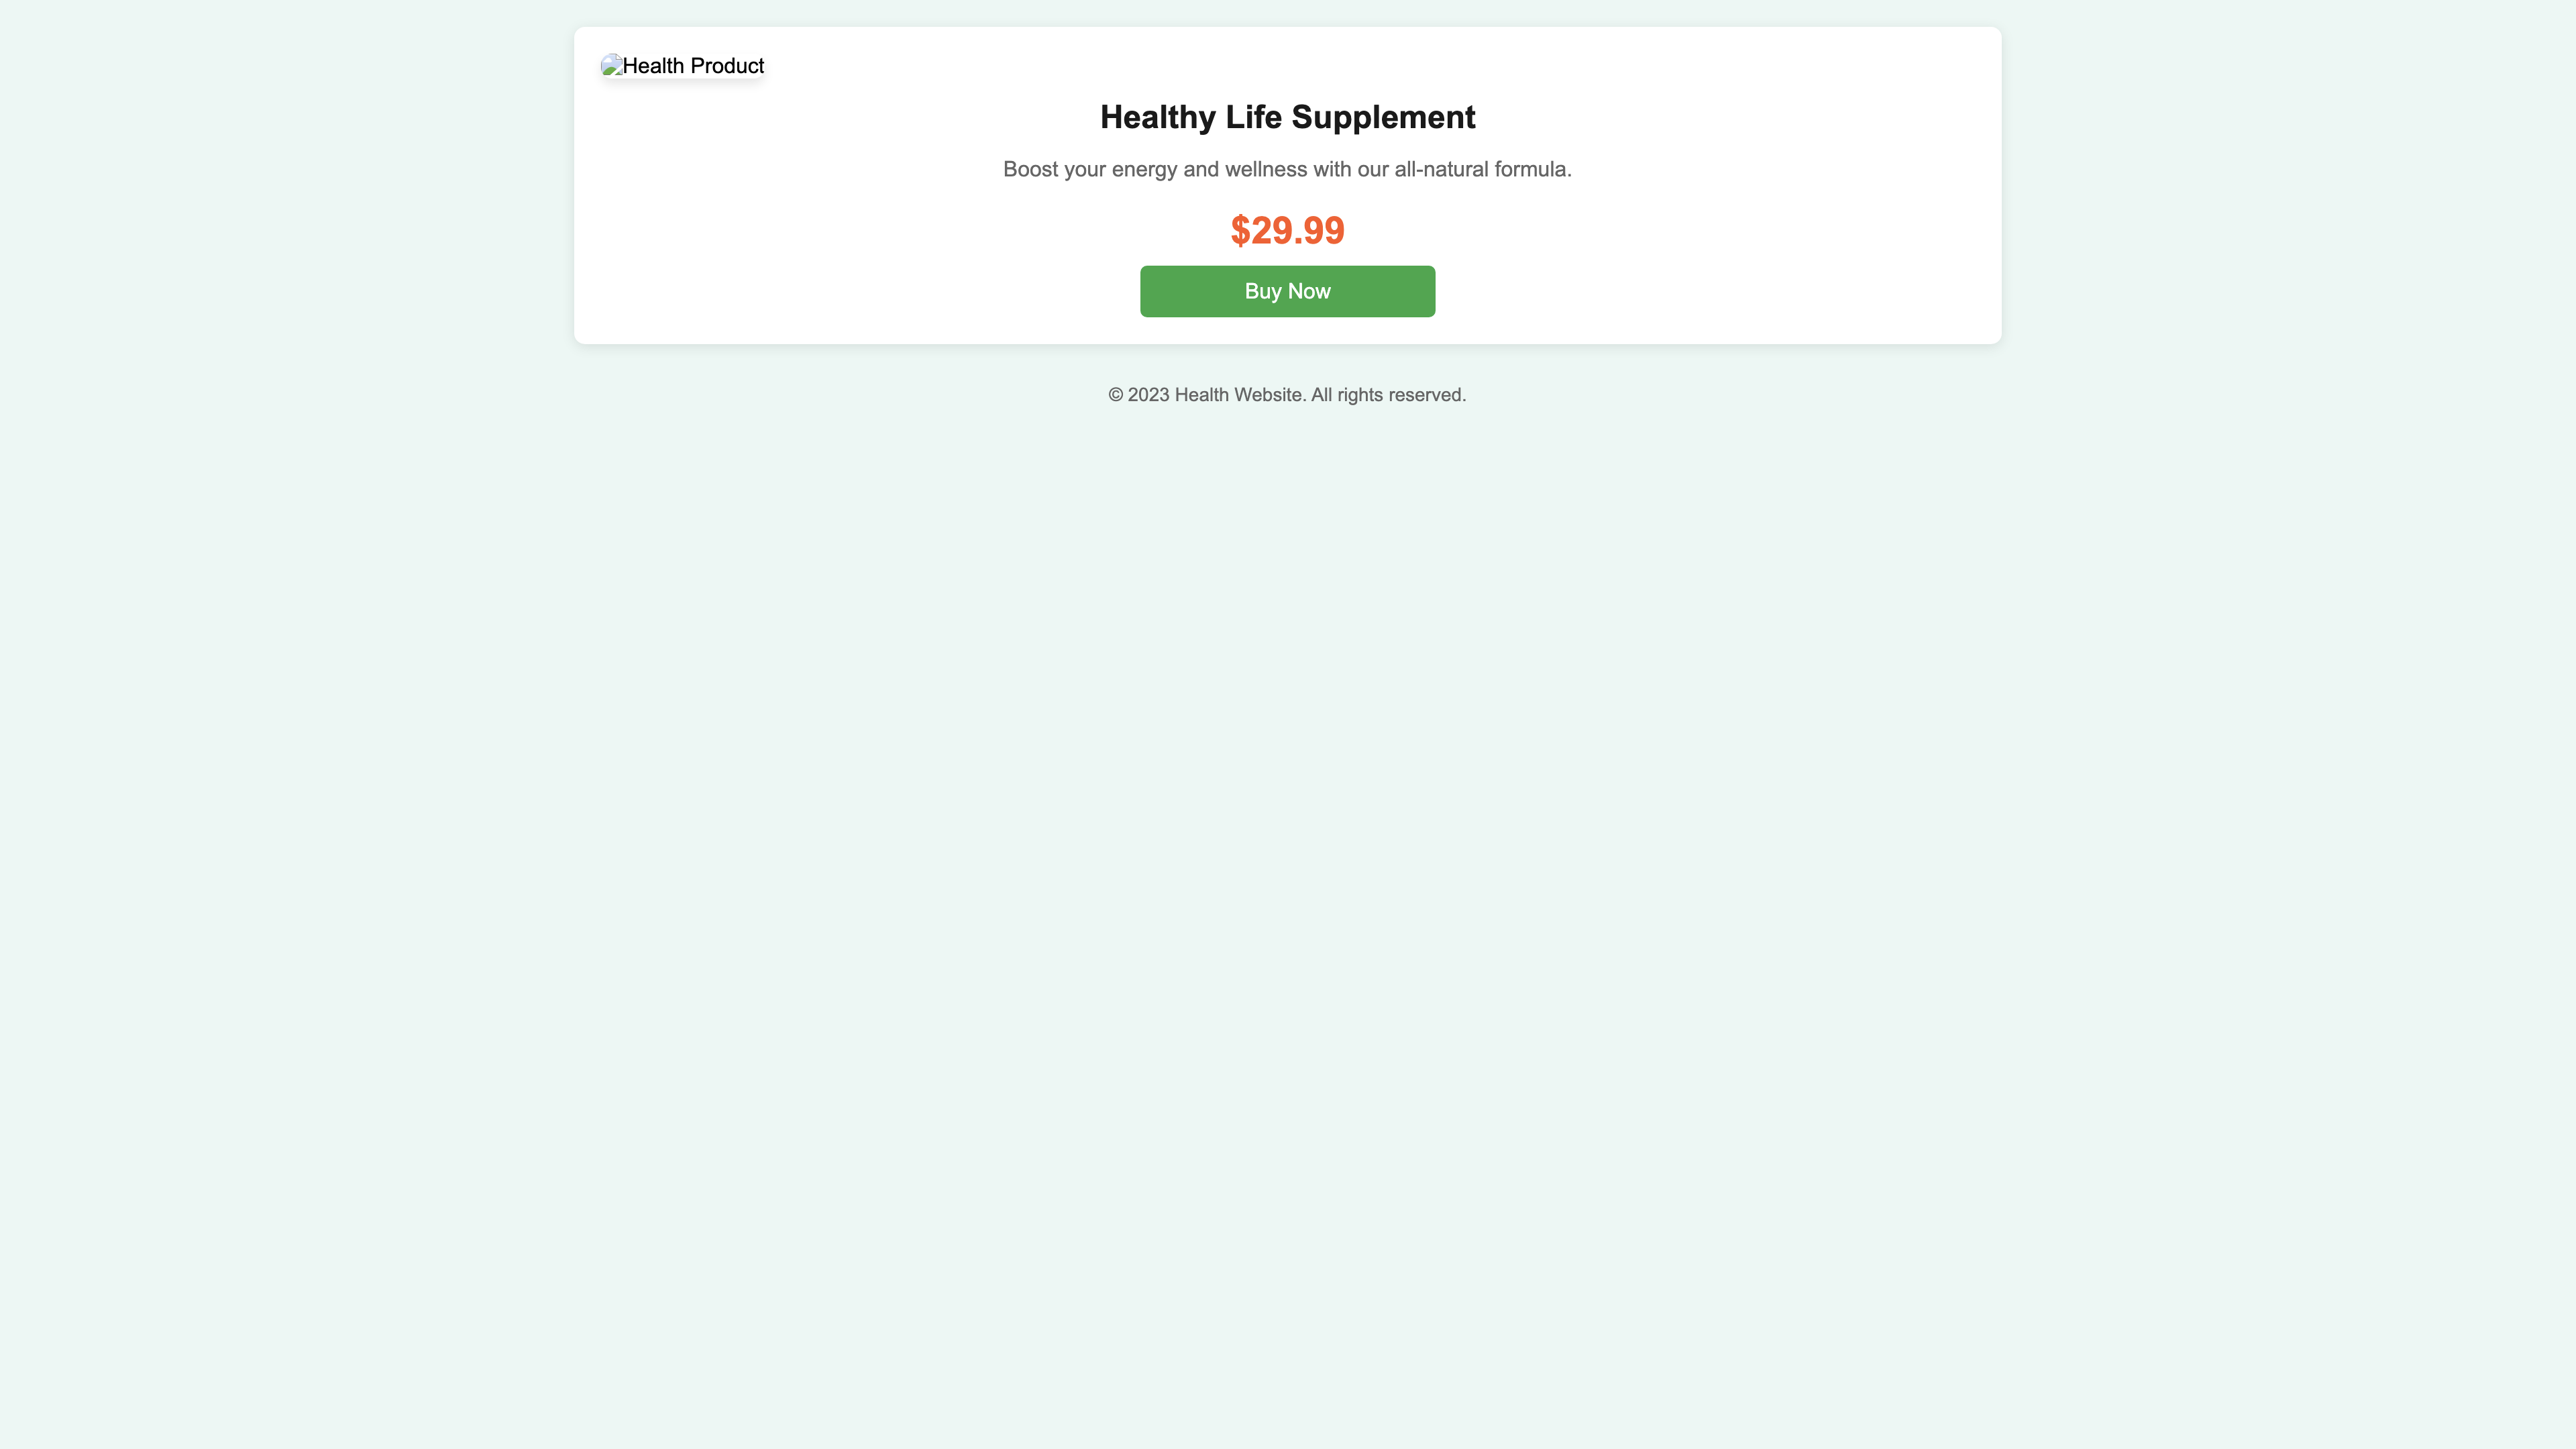 Health Product
Healthy Life Supplement
Boost your energy and wellness with our all-natural formula.
$29.99
Buy Now
© 2023 Health Website. All rights reserved.